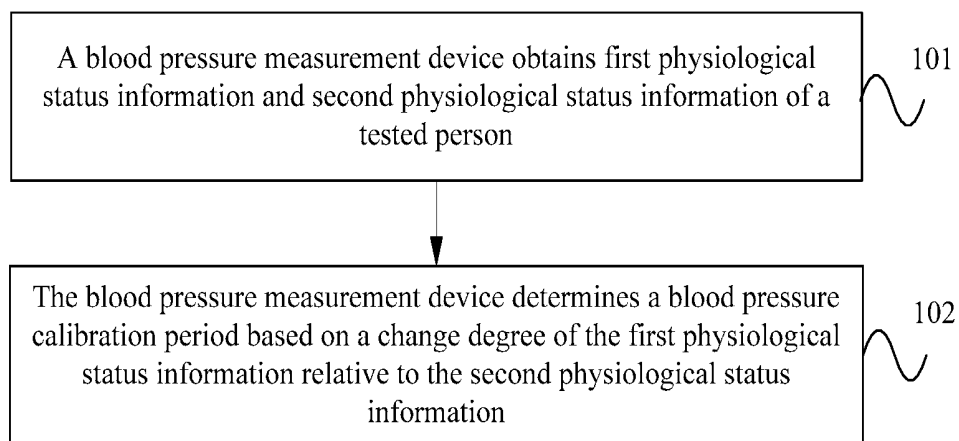 A blood pressure measurement device obtains first physiological
status information and second physiological status information of a
tested person
101
The blood pressure measurement device determines a blood pressure
calibration period based on a change degree of the first physiological
status information relative to the second physiological status
information
102